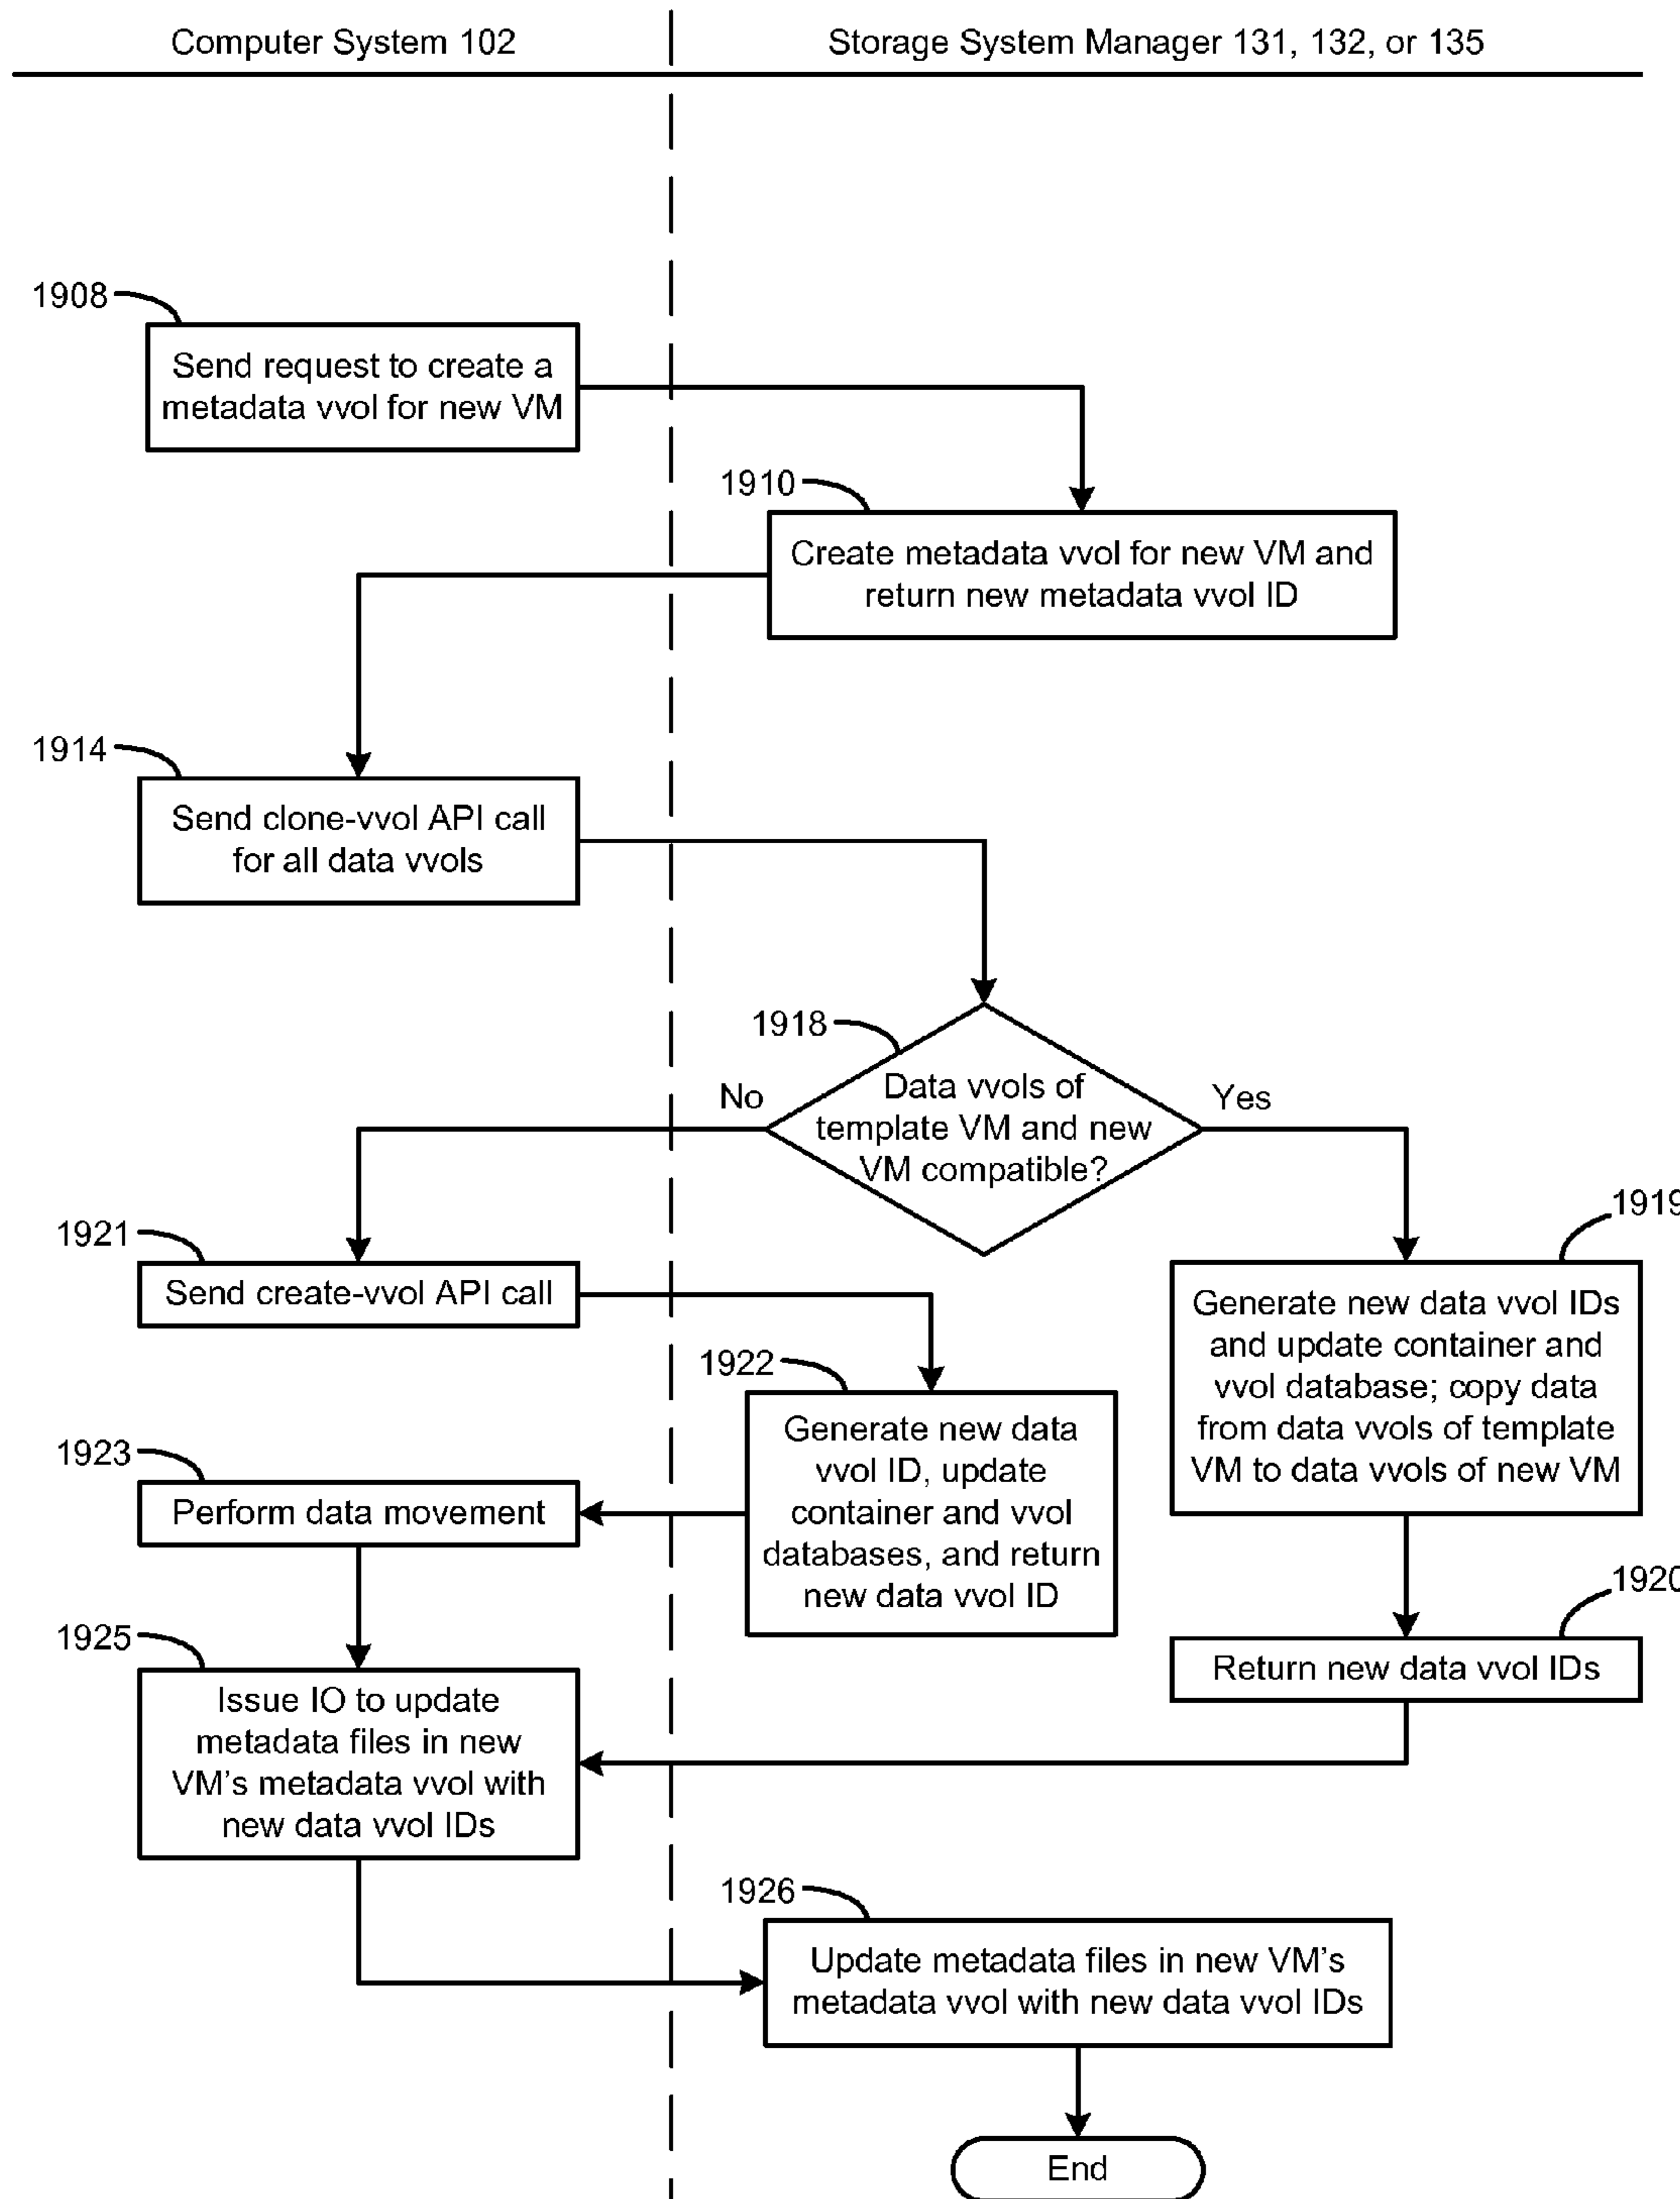 Computer System 102
Storage System Manager 131, 132, or 135
1908
Send request to create a
metadata vvol for new VM
1910
Create metadata vvol for new VM and
return new metadata vvol ID
1914
Send clone-vvol API call
for all data vvols
1918
Data vvols of
template VM and new
VM compatible?
No
Yes
1921
Send create-vvol API call
1919
Generate new data vvol IDs
and update container and
vvol database; copy data
from data vvols of template
VM to data vvols of new VM
1922
Generate new data
vvol ID, update
container and vvol
databases, and return
new data vvol ID
1923
Perform data movement
1920
Return new data vvol IDs
1925
Issue IO to update
metadata files in new
VM's metadata vvol with
new data vvol IDs
1926
Update metadata files in new VM's
metadata vvol with new data vvol IDs
End